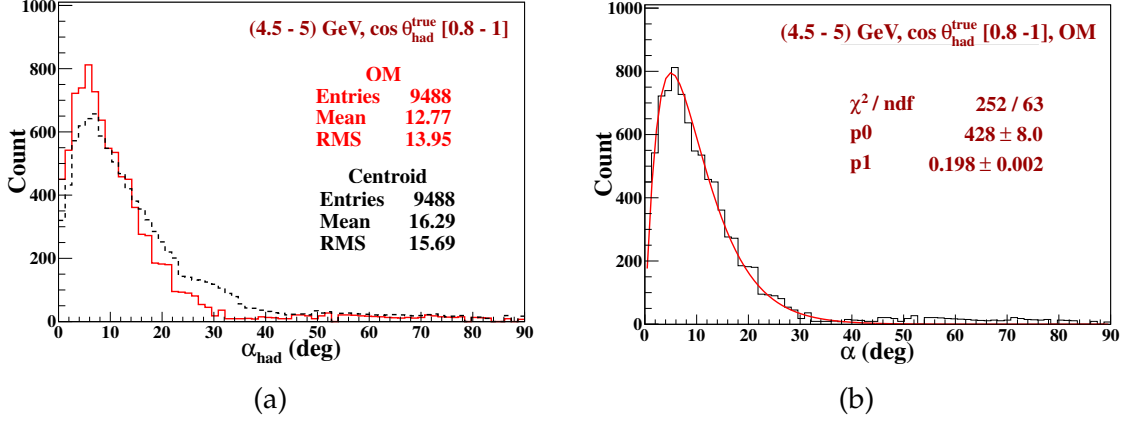 (4.5 - 5) GeV, cos θ_had^true [0.8 - 1]
OM
Entries 9488
Mean 12.77
RMS 13.95
Centroid
Entries 9488
Mean 16.29
RMS 15.69
Count
0 200 400 600 800 1000
0 10 20 30 40 50 60 70 80 90
α_had (deg)
(a)
(4.5 - 5) GeV, cos θ_had^true [0.8 -1], OM
χ² / ndf 252 / 63
p0 428 ± 8.0
p1 0.198 ± 0.002
Count
0 200 400 600 800 1000
0 10 20 30 40 50 60 70 80 90
α (deg)
(b)